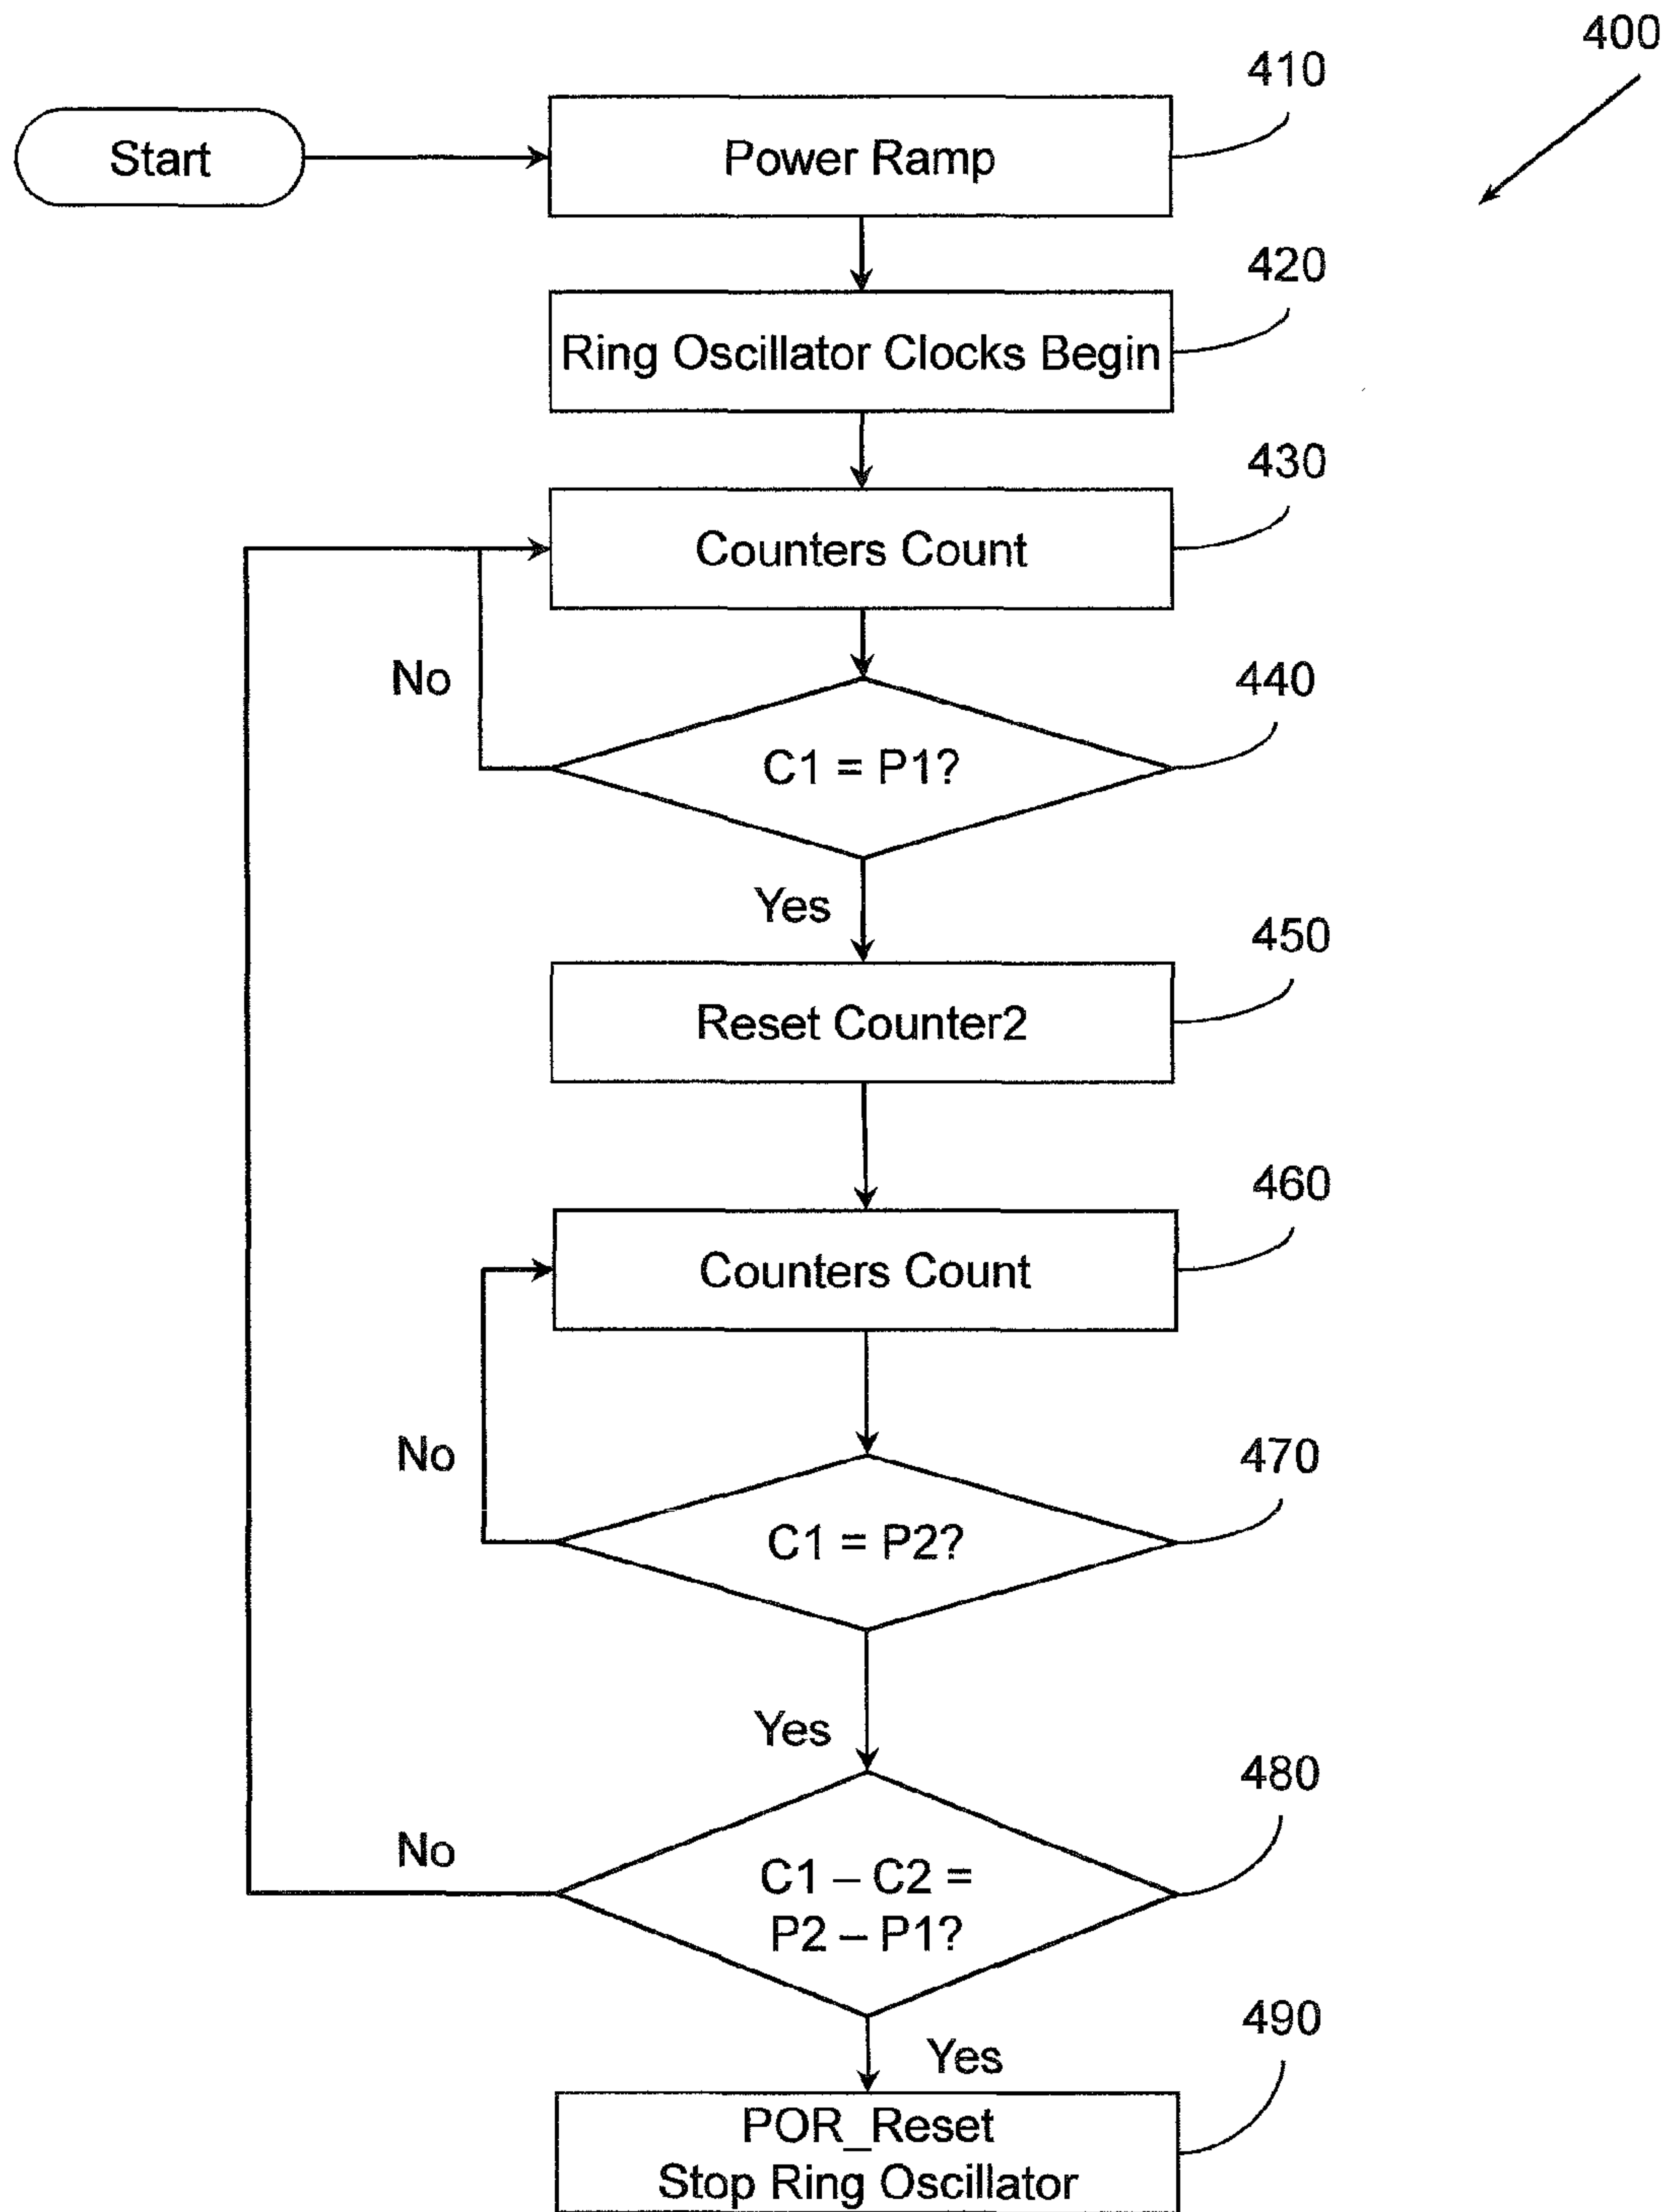 400
410
Start
Power Ramp
420
Ring Oscillator Clocks Begin
430
Counters Count
No
440
C1 = P1?
Yes
450
Reset Counter2
460
Counters Count
No
470
C1 = P2?
Yes
480
No
C1 – C2 =
P2 – P1?
490
Yes
POR_Reset
Stop Ring Oscillator